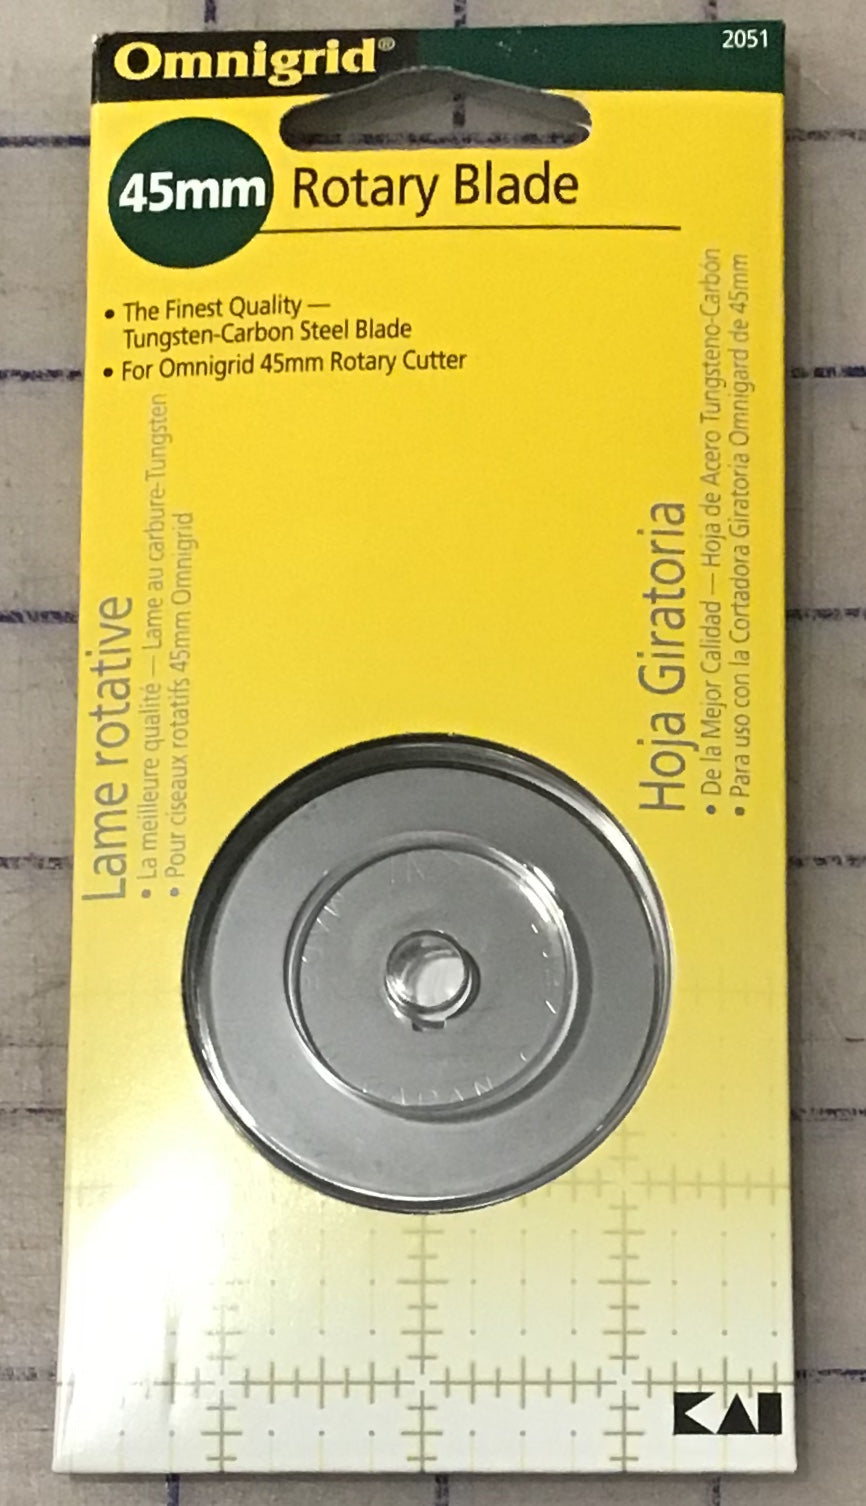 Omnigrid®
2051
45mm Rotary Blade
• The Finest Quality —
Tungsten-Carbon Steel Blade
• For Omnigrid 45mm Rotary Cutter
Lame rotative
• La meilleure qualité — Lame au carbure-Tungsten
• Pour ciseaux rotatifs 45mm Omnigrid
Hoja Giratoria
• De la Mejor Calidad — Hoja de Acero Tungsteno-Carbón
• Para uso con la Cortadora Giratoria Omnigard de 45mm
JAPAN
KAI